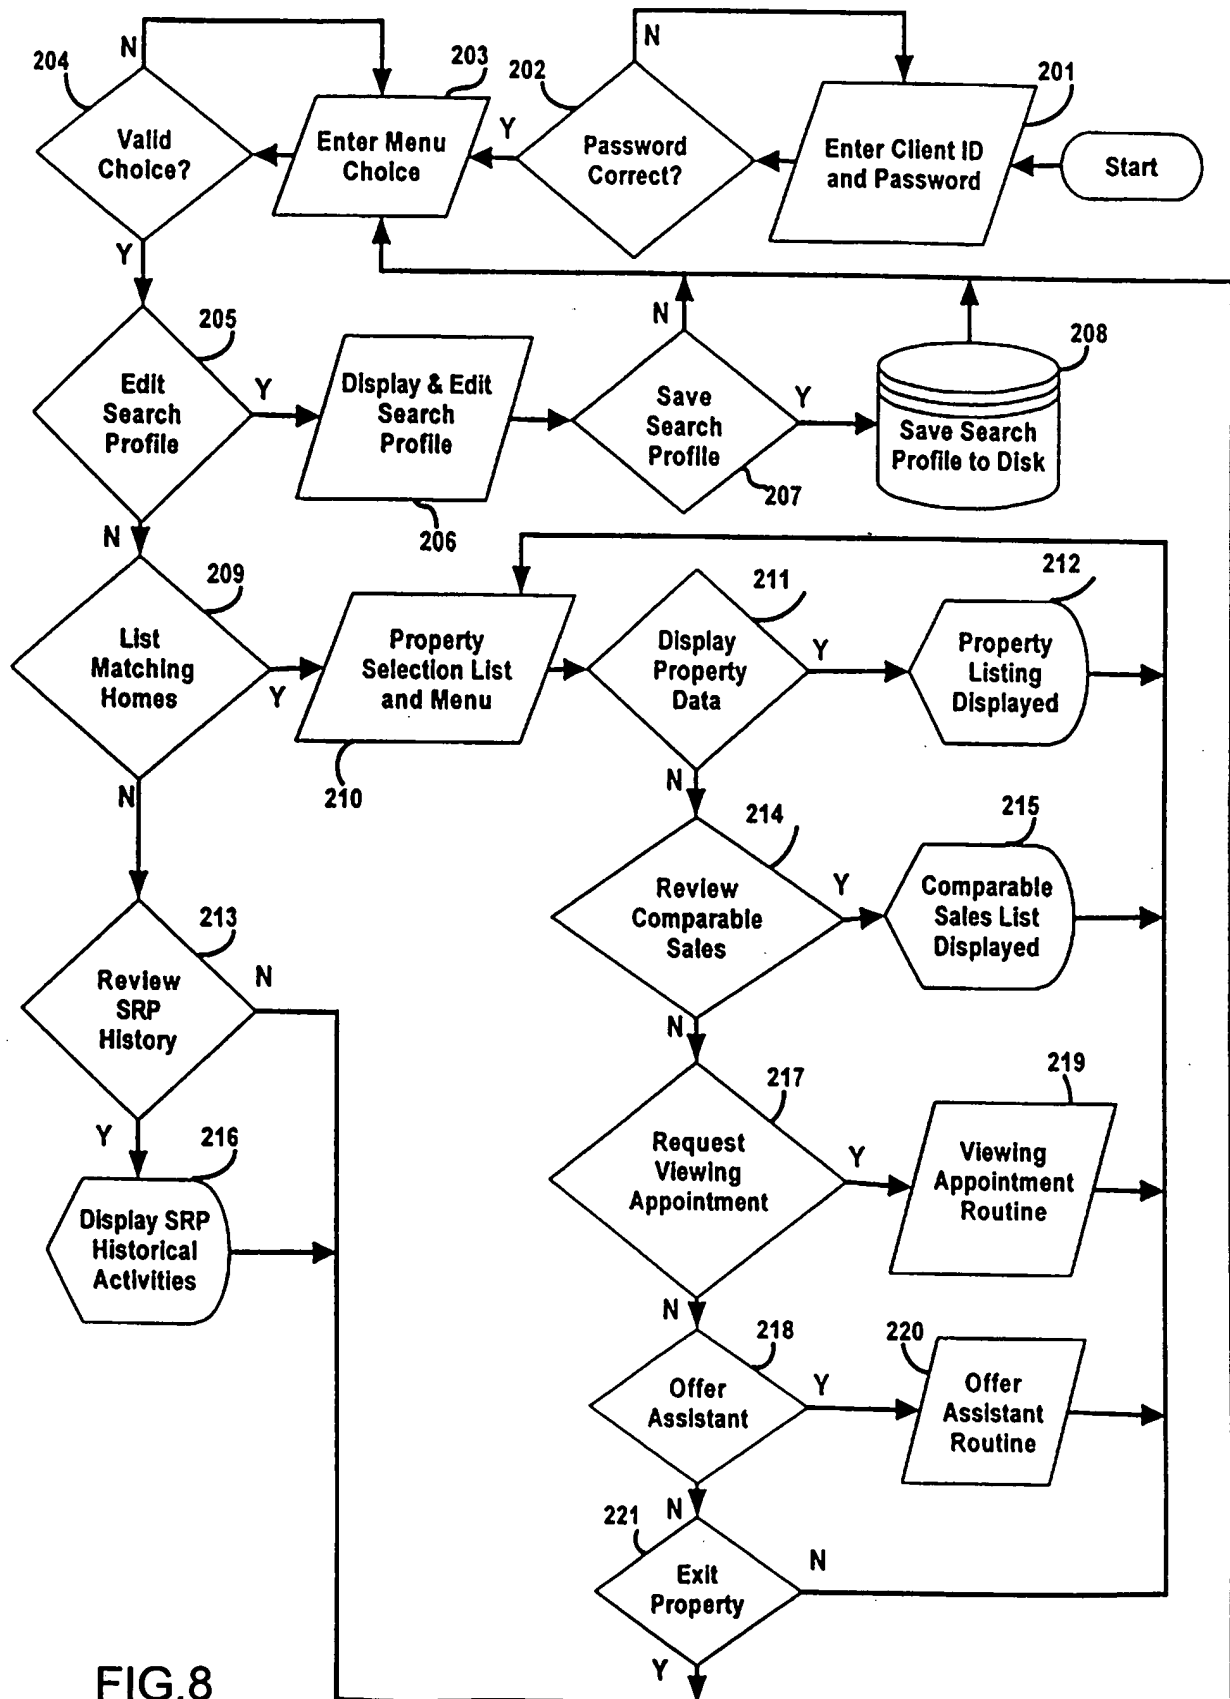 N
N
204
203
202
201
Valid
Choice?
Enter Menu
Choice
Y
Password
Correct?
Enter Client ID
and Password
Start
Y
205
N
208
Edit
Search
Profile
Y
Display & Edit
Search
Profile
Save
Search
Profile
Y
Save Search
Profile to Disk
207
206
N
209
211
212
List
Matching
Homes
Y
Property
Selection List
and Menu
Display
Property
Data
Y
Property
Listing
Displayed
210
N
N
214
215
Review
Comparable
Sales
Y
Comparable
Sales List
Displayed
213
Review
SRP
History
N
N
217
219
Request
Viewing
Appointment
Y
Viewing
Appointment
Routine
Y
216
Display SRP
Historical
Activities
N
218
220
Offer
Assistant
Y
Offer
Assistant
Routine
N
221
Exit
Property
N
Y
FIG.8